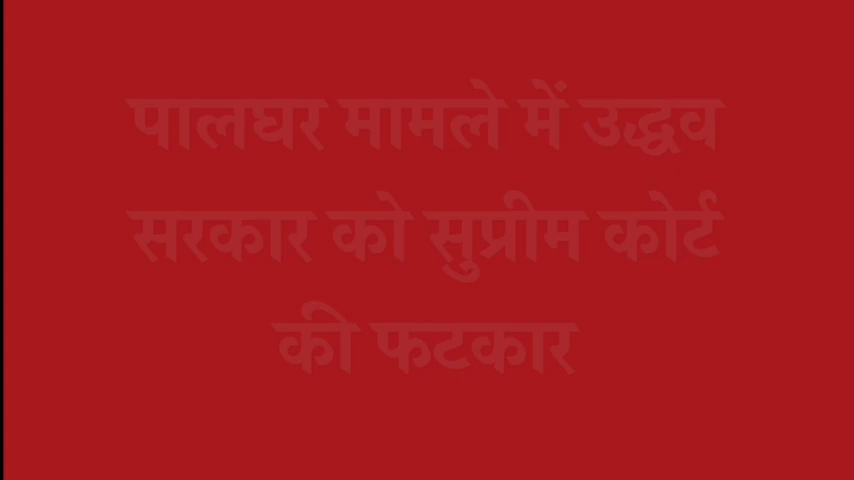 पालघर मामले में उद्धव
सरकार को सुप्रीम कोर्ट
की फटकार